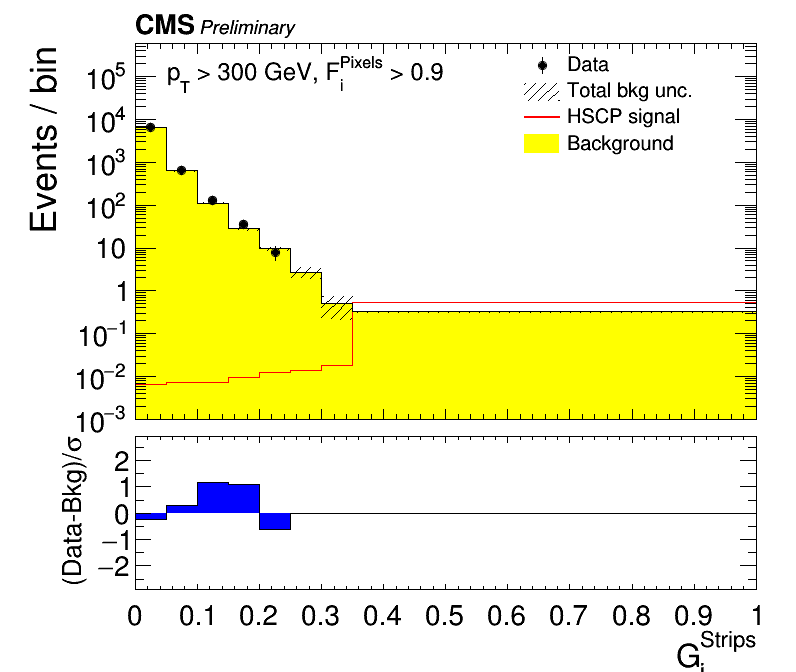 CMS Preliminary
p_T > 300 GeV, F_i^Pixels > 0.9
Data
Total bkg unc.
HSCP signal
Background
Events / bin
10^5
10^4
10^3
10^2
10
1
10^−1
10^−2
10^−3
(Data-Bkg)/σ
2
1
0
−1
−2
0 0.1 0.2 0.3 0.4 0.5 0.6 0.7 0.8 0.9 1
G_i^Strips